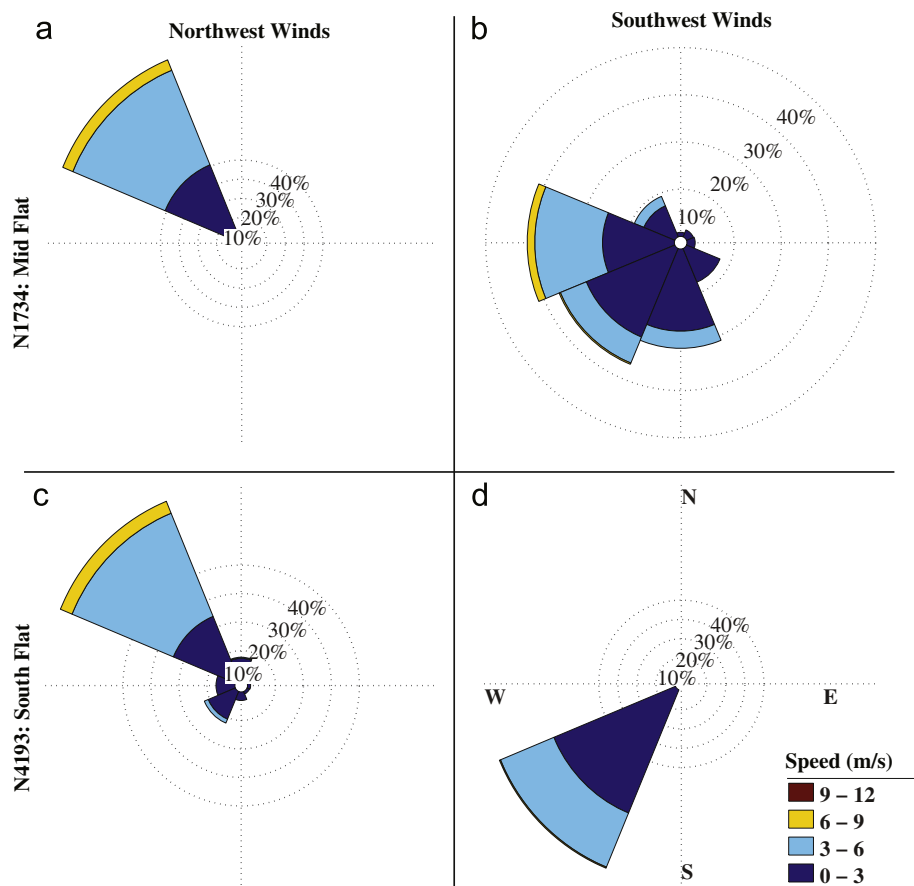 a
Northwest Winds
b
Southwest Winds
N1734: Mid Flat
40%
30%
20%
10%
40%
30%
20%
10%
c
d
N4193: South Flat
40%
30%
20%
10%
N
40%
30%
20%
10%
W
E
S
Speed (m/s)
9 – 12
6 – 9
3 – 6
0 – 3